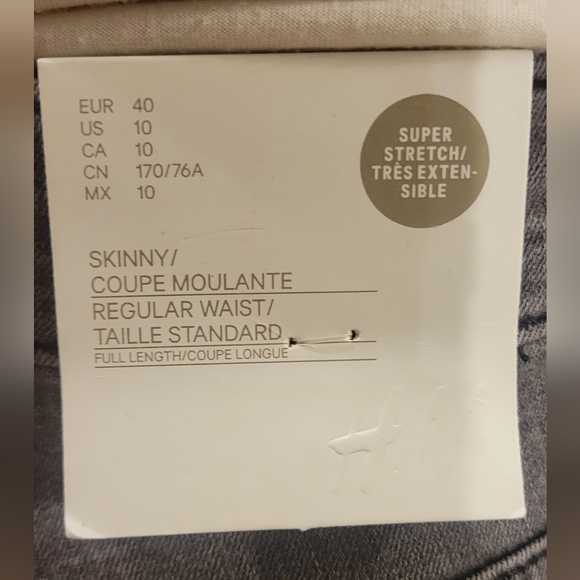 EUR 40
US 10
CA 10
CN 170/76A
MX 10
SUPER
STRETCH/
TRÈS EXTEN-
SIBLE
SKINNY/
COUPE MOULANTE
REGULAR WAIST/
TAILLE STANDARD
FULL LENGTH/COUPE LONGUE
H&M